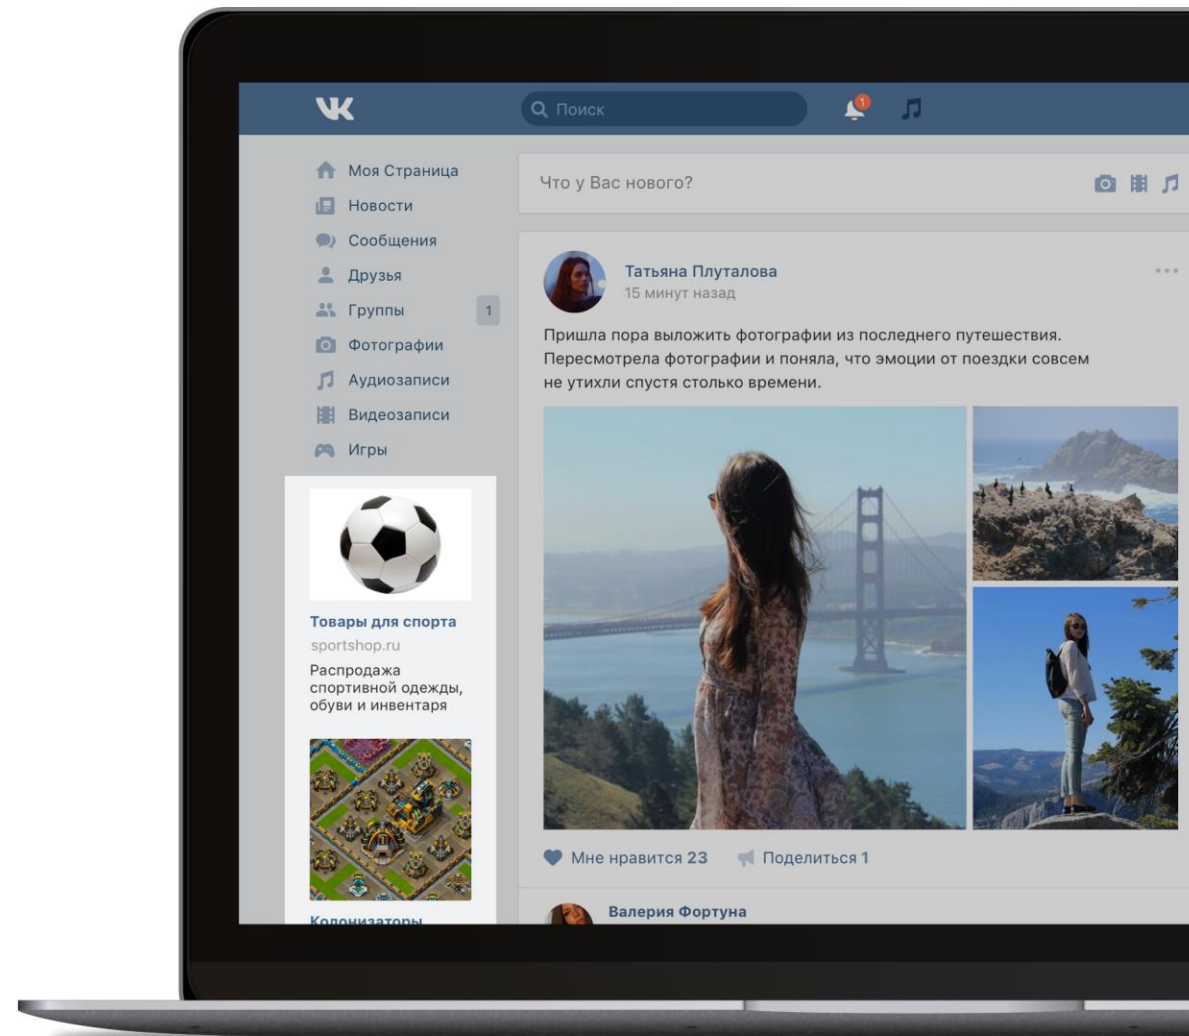 Поиск
1
Моя Страница
Новости
Сообщения
Друзья
Группы
1
Фотографии
Аудиозаписи
Видеозаписи
Игры
Товары для спорта
sportshop.ru
Распродажа
спортивной одежды,
обуви и инвентаря
Колонизаторы
Что у Вас нового?
Татьяна Плуталова
15 минут назад
Пришла пора выложить фотографии из последнего путешествия.
Пересмотрела фотографии и поняла, что эмоции от поездки совсем
не утихли спустя столько времени.
Мне нравится 23 Поделиться 1
Валерия Фортуна